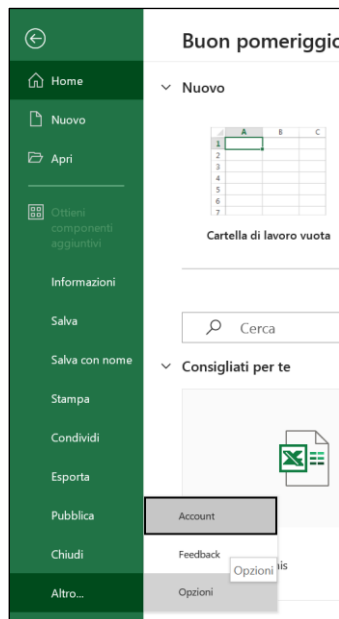 Buon pomeriggio
Home
Nuovo
Nuovo
Apri
A B C
1
2
3
4
5
6
7
Cartella di lavoro vuota
Ottieni
componenti
aggiuntivi
Informazioni
Salva
Cerca
Salva con nome
Consigliati per te
Stampa
Condividi
X
Esporta
Pubblica
Account
Chiudi
Feedback
Opzioni
Altro...
Opzioni